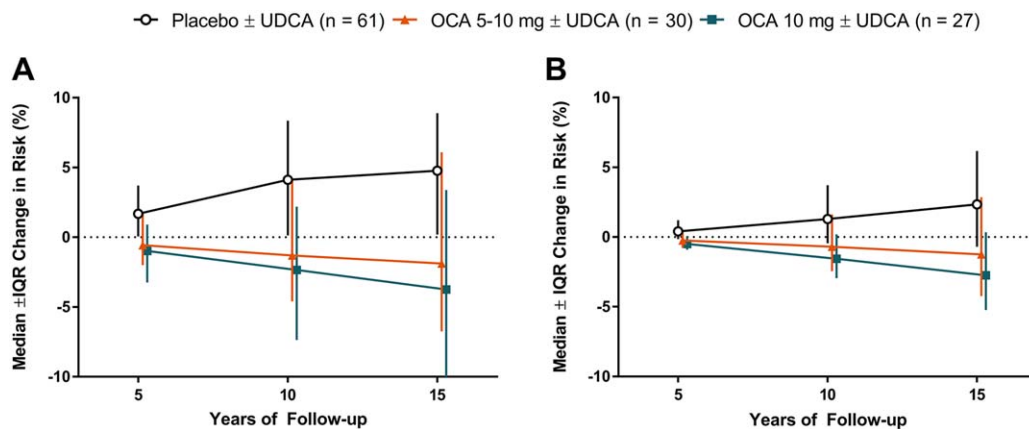 Placebo ± UDCA (n = 61) OCA 5-10 mg ± UDCA (n = 30) OCA 10 mg ± UDCA (n = 27)
A
Median ±IQR Change in Risk (%)
10
5
0
-5
-10
5 10 15
Years of Follow-up
B
Median ± IQR Change in Risk (%)
10
5
0
-5
-10
5 10 15
Years of Follow-up